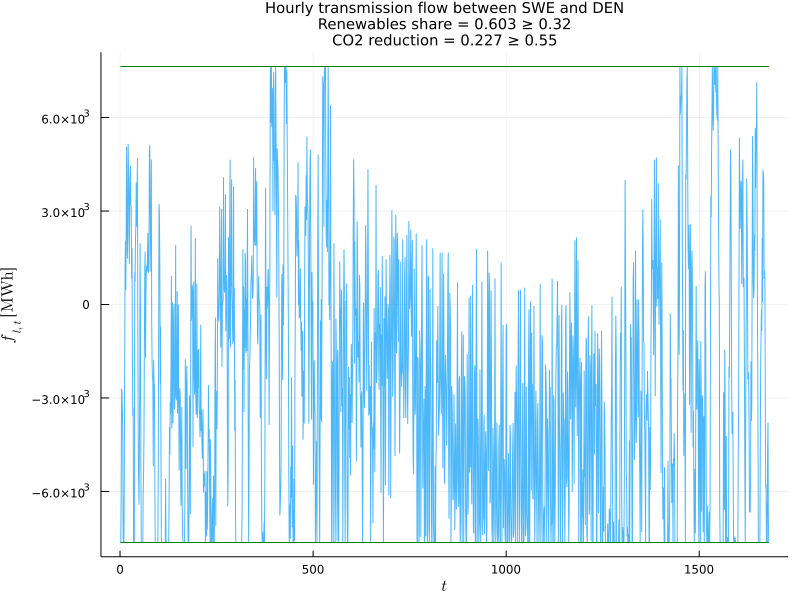 Hourly transmission flow between SWE and DEN
Renewables share = 0.603 ≥ 0.32
CO2 reduction = 0.227 ≥ 0.55
6.0×10³
3.0×10³
0
−3.0×10³
−6.0×10³
f_{l,t} [MWh]
0 500 1000 1500
t